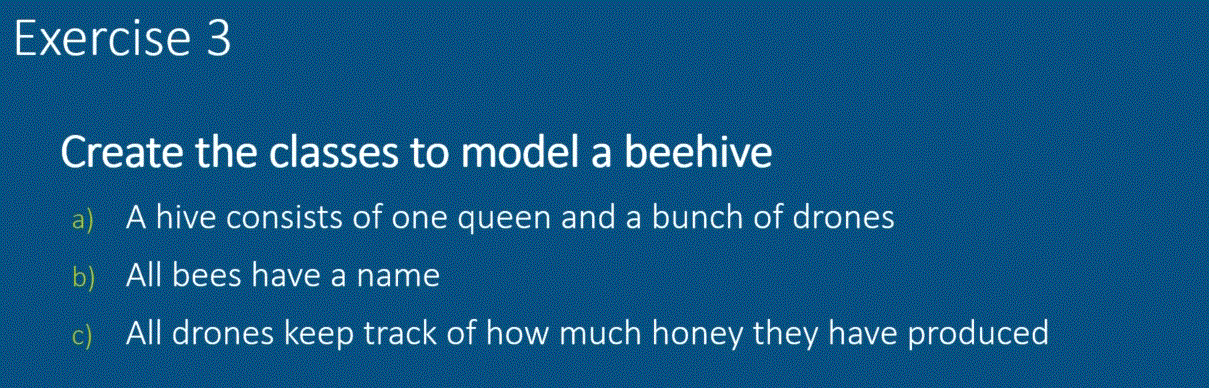 Exercise 3
Create the classes to model a beehive
a) A hive consists of one queen and a bunch of drones
b) All bees have a name
c) All drones keep track of how much honey they have produced